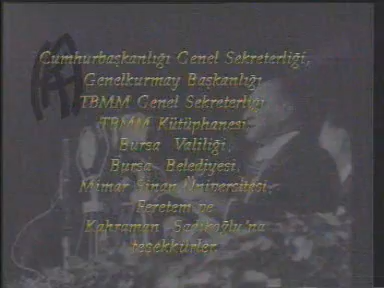 Cumhurbaşkanlığı Genel Sekreterliği,
Genelkurmay Başkanlığı
TBMM Genel Sekreterliği
TBMM Kütüphanesi,
Bursa Valiliği,
Bursa Belediyesi,
Mimar Sinan Üniversitesi,
Feretem ve
Kahraman Sadıkoğlu'na
teşekkürler